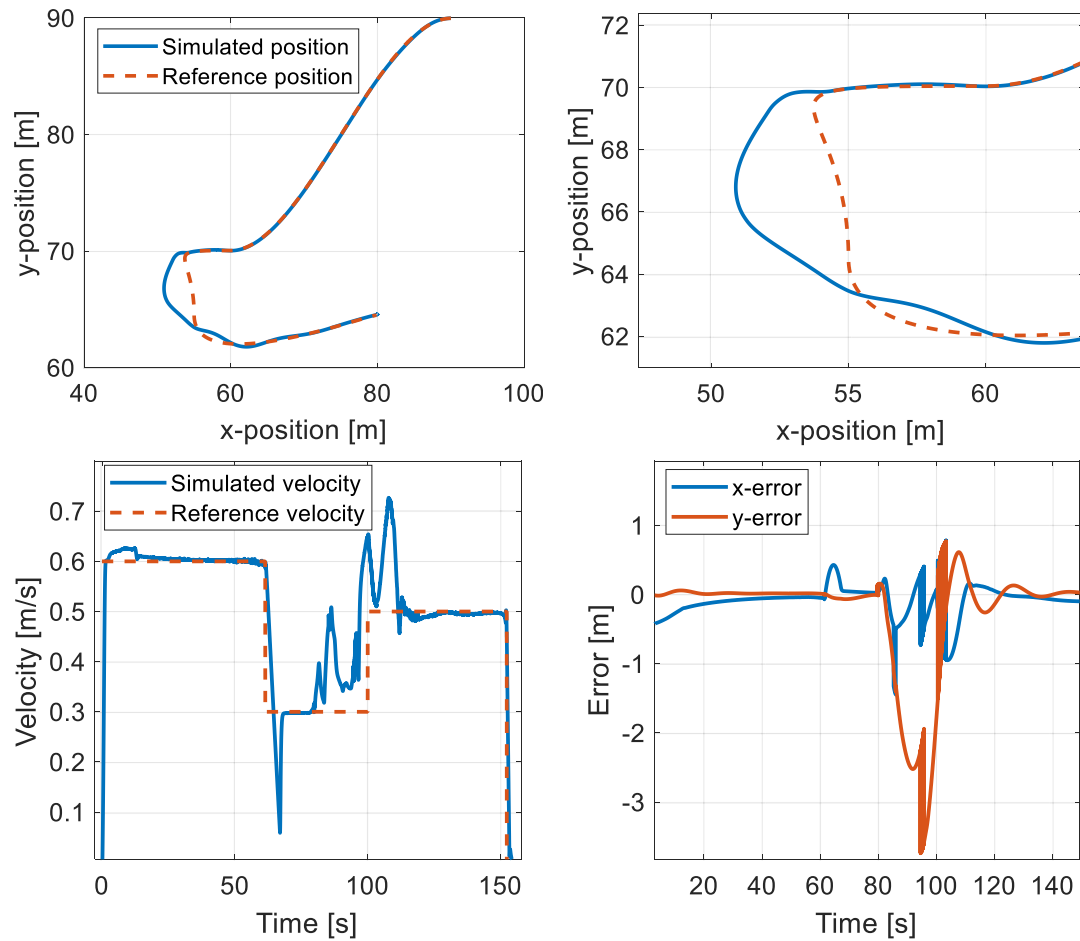 90
80
70
60
y-position [m]
Simulated position
Reference position
40
60
80
100
x-position [m]
72
70
68
66
64
62
y-position [m]
50
55
60
x-position [m]
0.7
0.6
0.5
0.4
0.3
0.2
0.1
Velocity [m/s]
Simulated velocity
Reference velocity
0
50
100
150
Time [s]
1
0
-1
-2
-3
Error [m]
x-error
y-error
20
40
60
80
100
120
140
Time [s]